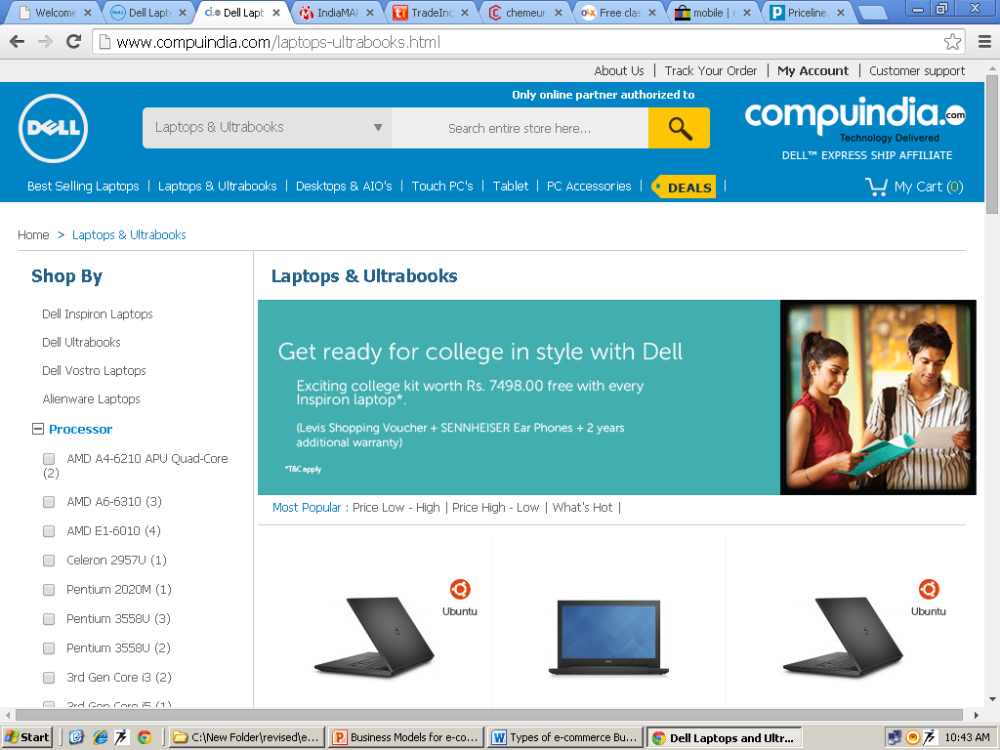 Welcome
Dell Lapt
Dell Lapt
IndiaMAR
TradeInd
chemeur
Free clas
mobile | e
Priceline.
www.compuindia.com/laptops-ultrabooks.html
About Us | Track Your Order | My Account | Customer support
DELL
Only online partner authorized to
Laptops & Ultrabooks
Search entire store here...
compuindia.com
Technology Delivered
DELL™ EXPRESS SHIP AFFILIATE
Best Selling Laptops | Laptops & Ultrabooks | Desktops & AIO's | Touch PC's | Tablet | PC Accessories | DEALS |
My Cart (0)
Home > Laptops & Ultrabooks
Shop By
Dell Inspiron Laptops
Dell Ultrabooks
Dell Vostro Laptops
Alienware Laptops
Processor
AMD A4-6210 APU Quad-Core
(2)
AMD A6-6310 (3)
AMD E1-6010 (4)
Celeron 2957U (1)
Pentium 2020M (1)
Pentium 3558U (3)
Pentium 3558U (2)
3rd Gen Core i3 (2)
3rd Gen Core i5 (1)
Laptops & Ultrabooks
Get ready for college in style with Dell
Exciting college kit worth Rs. 7498.00 free with every
Inspiron laptop*.
(Levis Shopping Voucher + SENNHEISER Ear Phones + 2 years
additional warranty)
*T&C apply
Most Popular : Price Low - High | Price High - Low | What's Hot |
Ubuntu
Ubuntu
Start
C:\New Folder\revised\e...
Business Models for e-co...
Types of e-commerce Bu...
Dell Laptops and Ultr...
10:43 AM